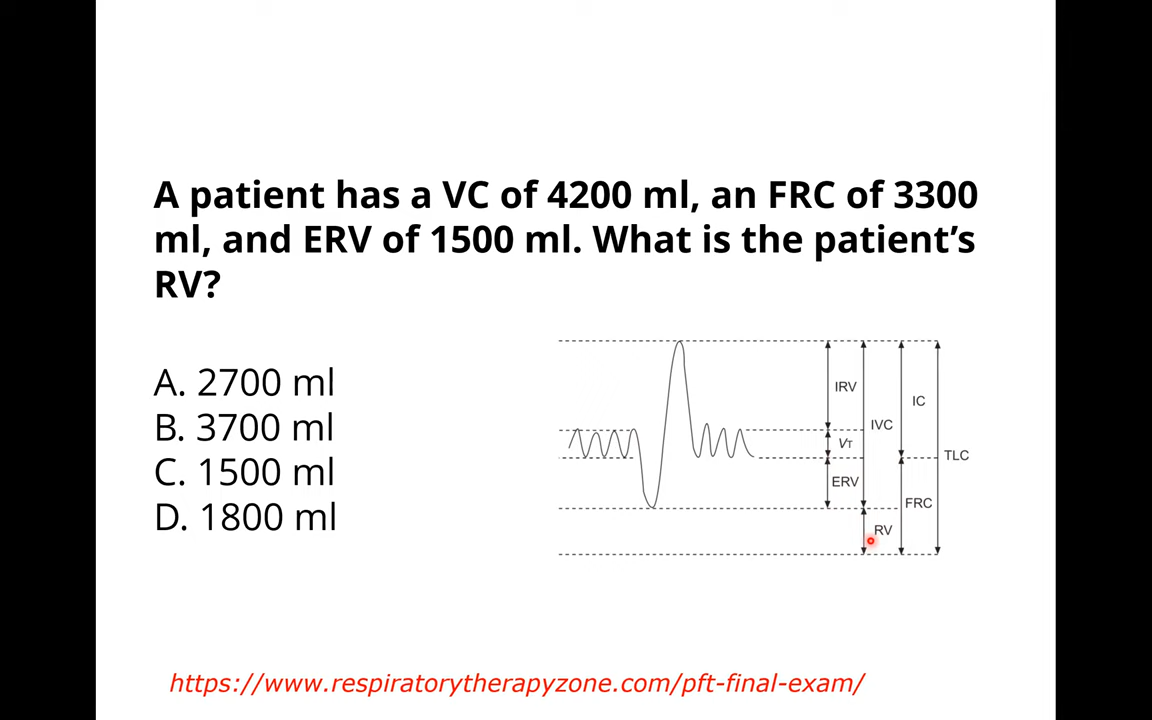 A patient has a VC of 4200 ml, an FRC of 3300
ml, and ERV of 1500 ml. What is the patient’s
RV?
A. 2700 ml
B. 3700 ml
C. 1500 ml
D. 1800 ml
IRV
IC
IVC
VT
TLC
ERV
FRC
RV
https://www.respiratorytherapyzone.com/pft-final-exam/